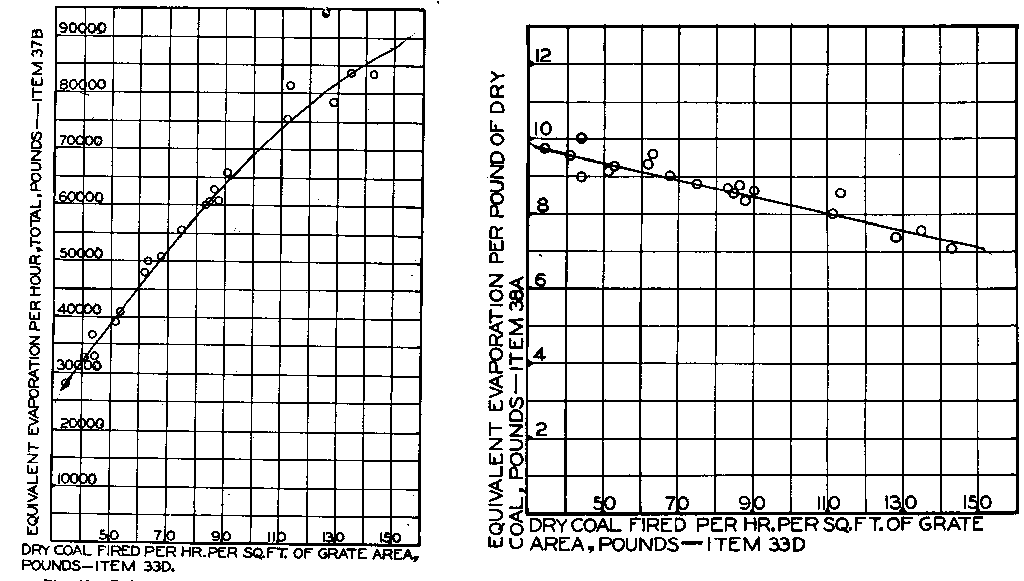 EQUIVALENT EVAPORATION PER HOUR, TOTAL, POUNDS—ITEM 37B
90000
80000
70000
60000
50000
40000
30000
20000
10000
50 70 90 110 130 150
DRY COAL FIRED PER HR. PER SQ. FT. OF GRATE AREA,
POUNDS—ITEM 33D.
EQUIVALENT EVAPORATION PER POUND OF DRY
COAL, POUNDS—ITEM 38A
12
10
8
6
4
2
50 70 90 110 130 150
DRY COAL FIRED PER HR. PER SQ. FT. OF GRATE
AREA, POUNDS—ITEM 33D